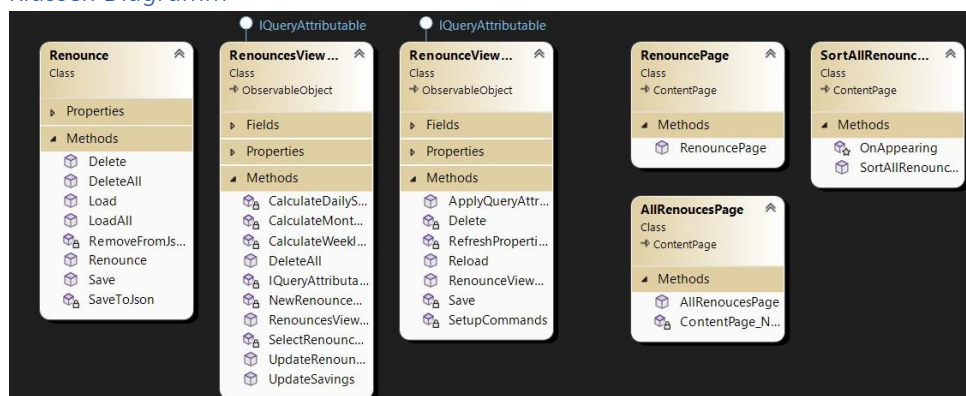 Klassen Diagramm
IQueryAttributable
IQueryAttributable
Renounce
Class
Properties
Methods
Delete
DeleteAll
Load
LoadAll
RemoveFromJs...
Renounce
Save
SaveToJson
RenouncesView...
Class
ObservableObject
Fields
Properties
Methods
CalculateDailyS...
CalculateMont...
CalculateWeekl...
DeleteAll
IQueryAttributa...
NewRenounce...
RenouncesView...
SelectRenounc...
UpdateRenoun...
UpdateSavings
RenounceView...
Class
ObservableObject
Fields
Properties
Methods
ApplyQueryAttr...
Delete
RefreshProperti...
Reload
RenounceView...
Save
SetupCommands
RenouncePage
Class
ContentPage
Methods
RenouncePage
AllRenoucesPage
Class
ContentPage
Methods
AllRenoucesPage
ContentPage_N...
SortAllRenounc...
Class
ContentPage
Methods
OnAppearing
SortAllRenounc...